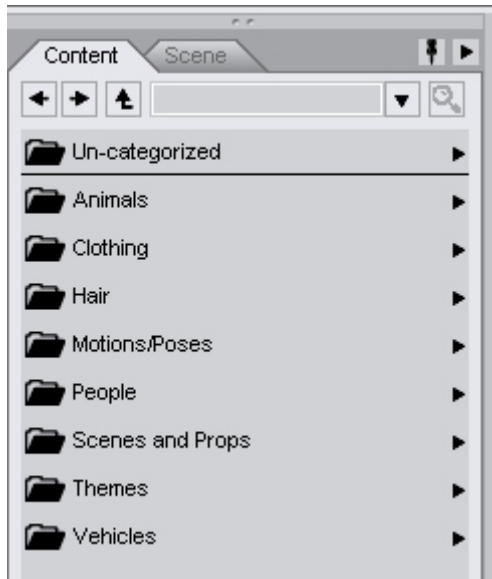 Content Scene
Un-categorized
Animals
Clothing
Hair
Motions/Poses
People
Scenes and Props
Themes
Vehicles